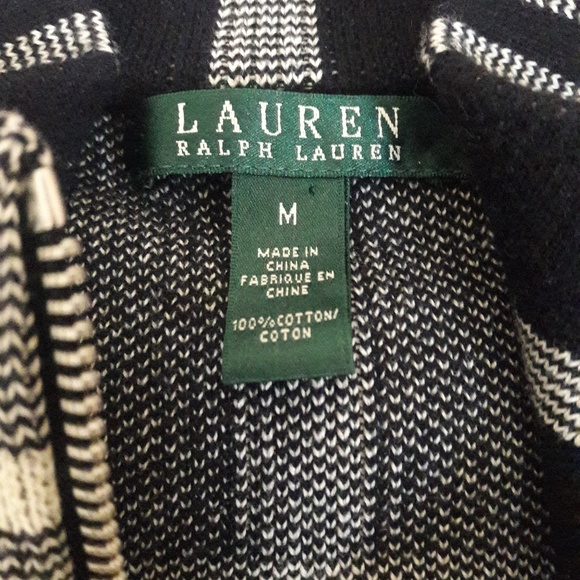 LAUREN
RALPH LAUREN
M
MADE IN
CHINA
FABRIQUE EN
CHINE
100%COTTON/
COTON